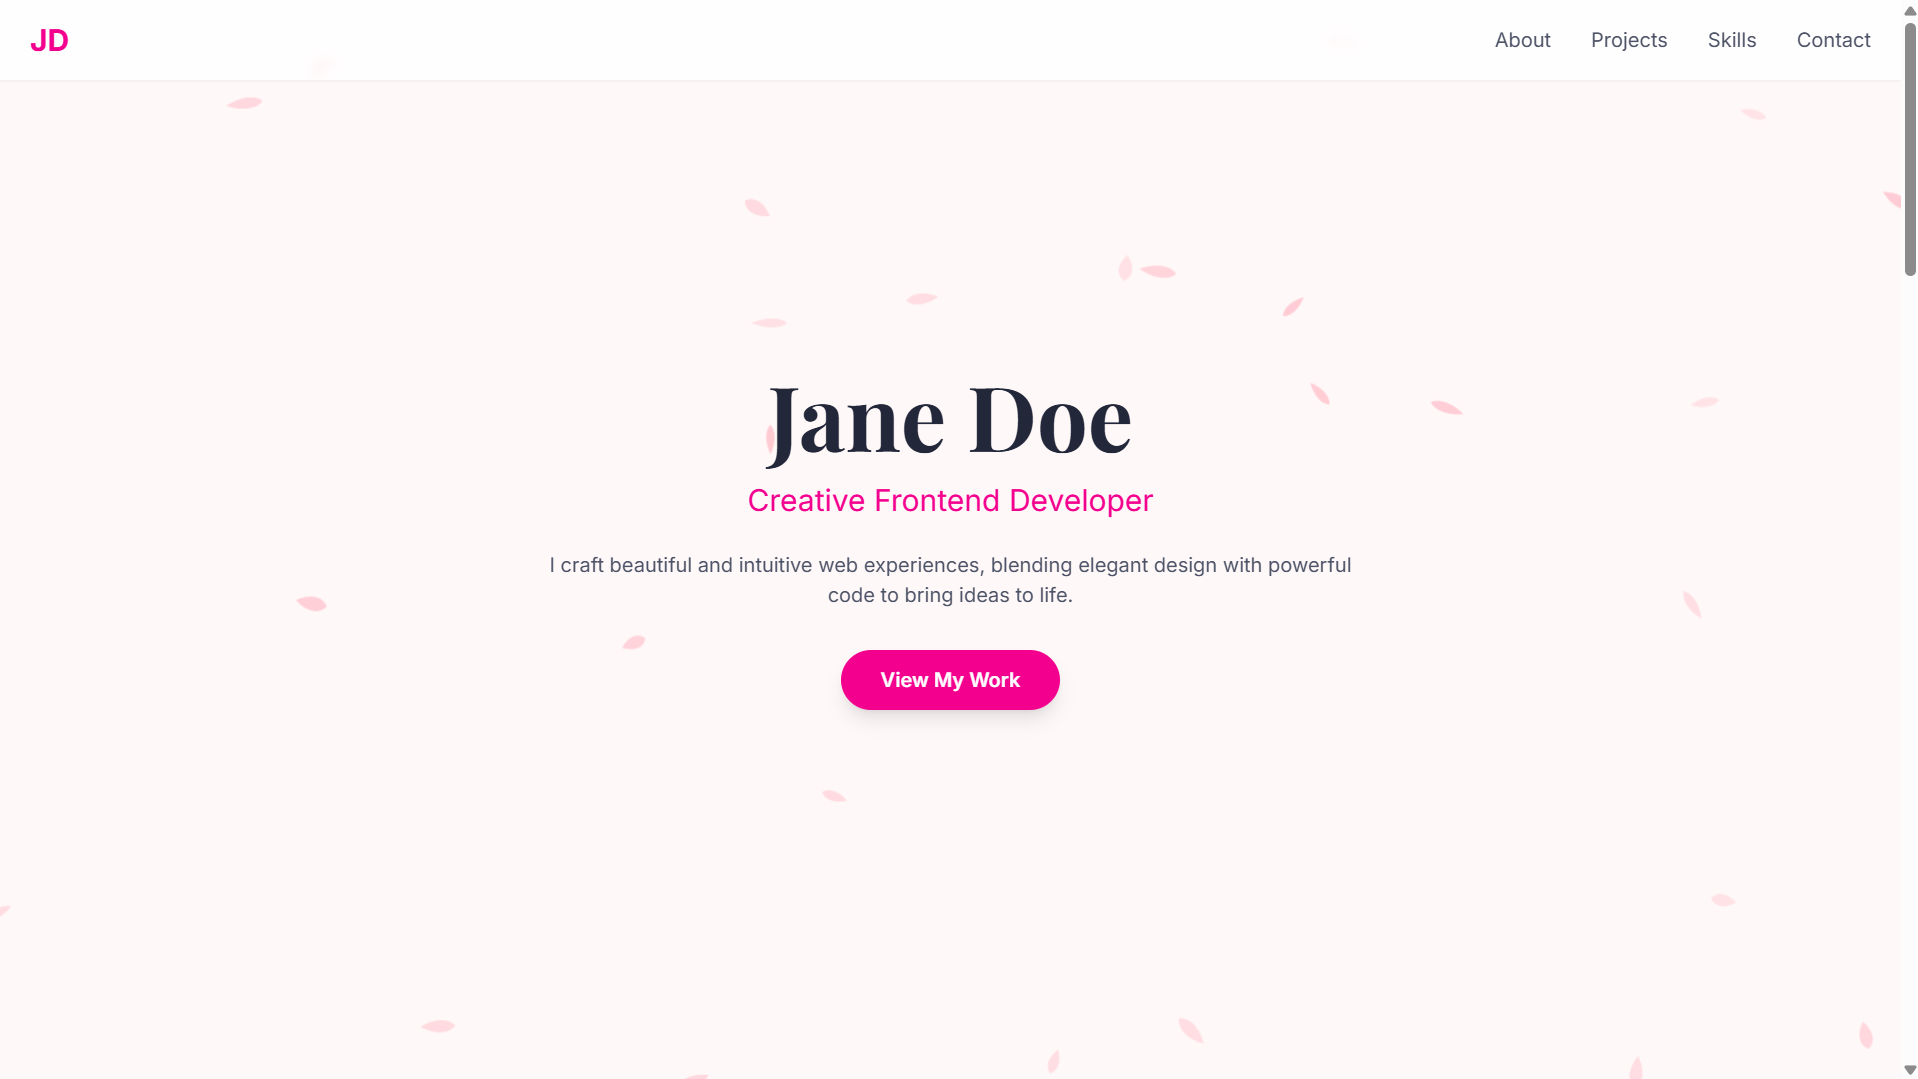 JD
About
Projects
Skills
Contact
Jane Doe
Creative Frontend Developer
I craft beautiful and intuitive web experiences, blending elegant design with powerful
code to bring ideas to life.
View My Work